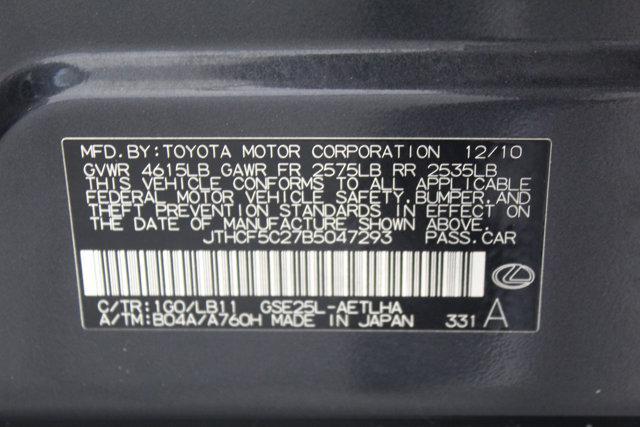 MFD. BY: TOYOTA MOTOR CORPORATION 12/10
GVWR 4615LB GAWR FR 2575LB RR 2535LB
THIS VEHICLE CONFORMS TO ALL APPLICABLE
FEDERAL MOTOR VEHICLE SAFETY, BUMPER, AND
THEFT PREVENTION STANDARDS IN EFFECT ON
THE DATE OF MANUFACTURE SHOWN ABOVE.
JTHCF5C27B5047293 PASS. CAR
C/TR: 1G0/LB11 GSE25L-AETLHA
A/TM: B04A/A760H MADE IN JAPAN 331 A